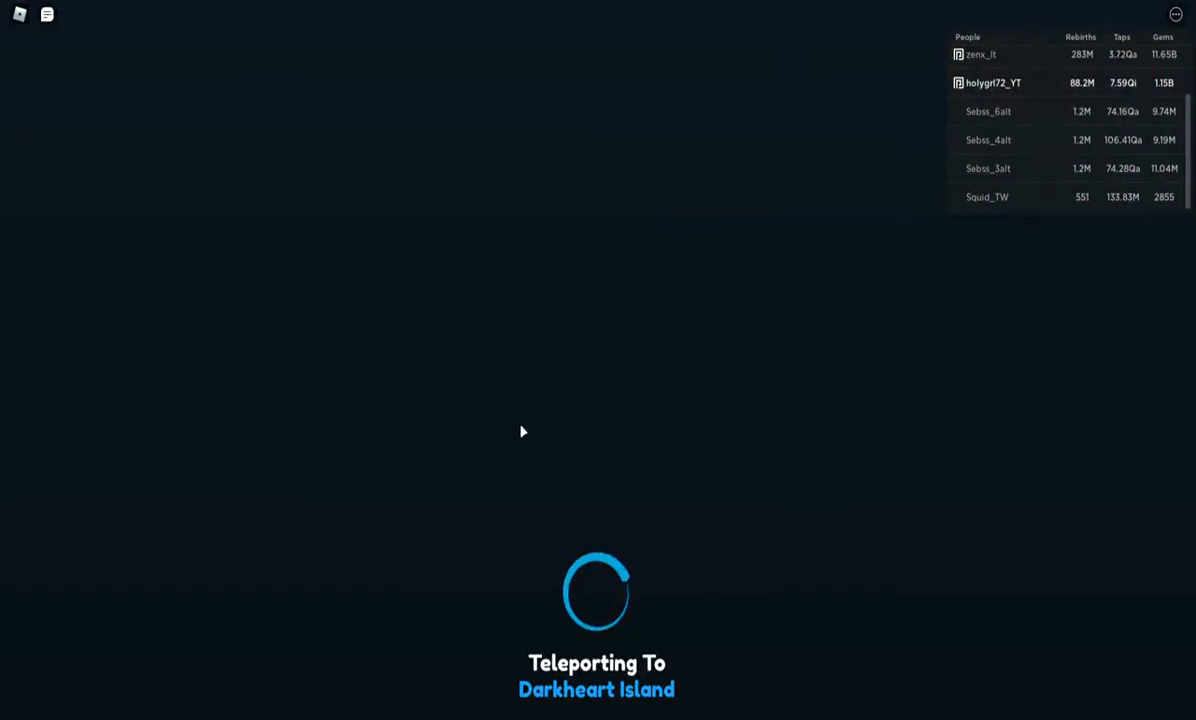 People Rebirths Taps Gems
zenx_lt 283M 3.72Qa 11.65B
holygrl72_YT 88.2M 7.59Qi 1.15B
Sebss_6alt 1.2M 74.16Qa 9.74M
Sebss_4alt 1.2M 106.41Qa 9.19M
Sebss_3alt 1.2M 74.28Qa 11.04M
Squid_TW 551 133.83M 2855
Teleporting To
Darkheart Island